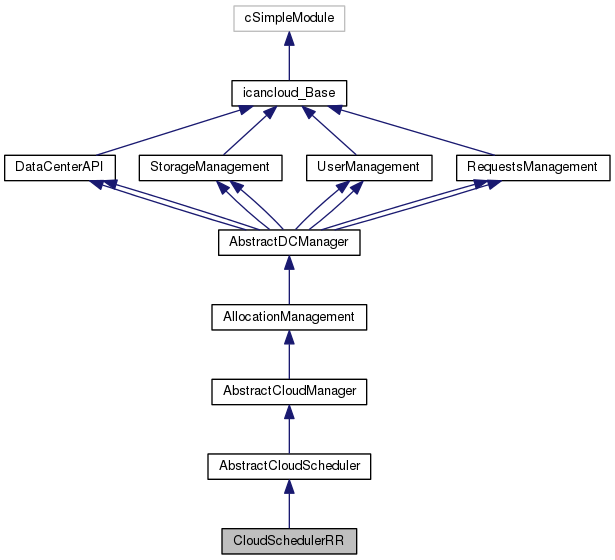 cSimpleModule
icancloud_Base
DataCenterAPI
StorageManagement
UserManagement
RequestsManagement
AbstractDCManager
AllocationManagement
AbstractCloudManager
AbstractCloudScheduler
CloudSchedulerRR